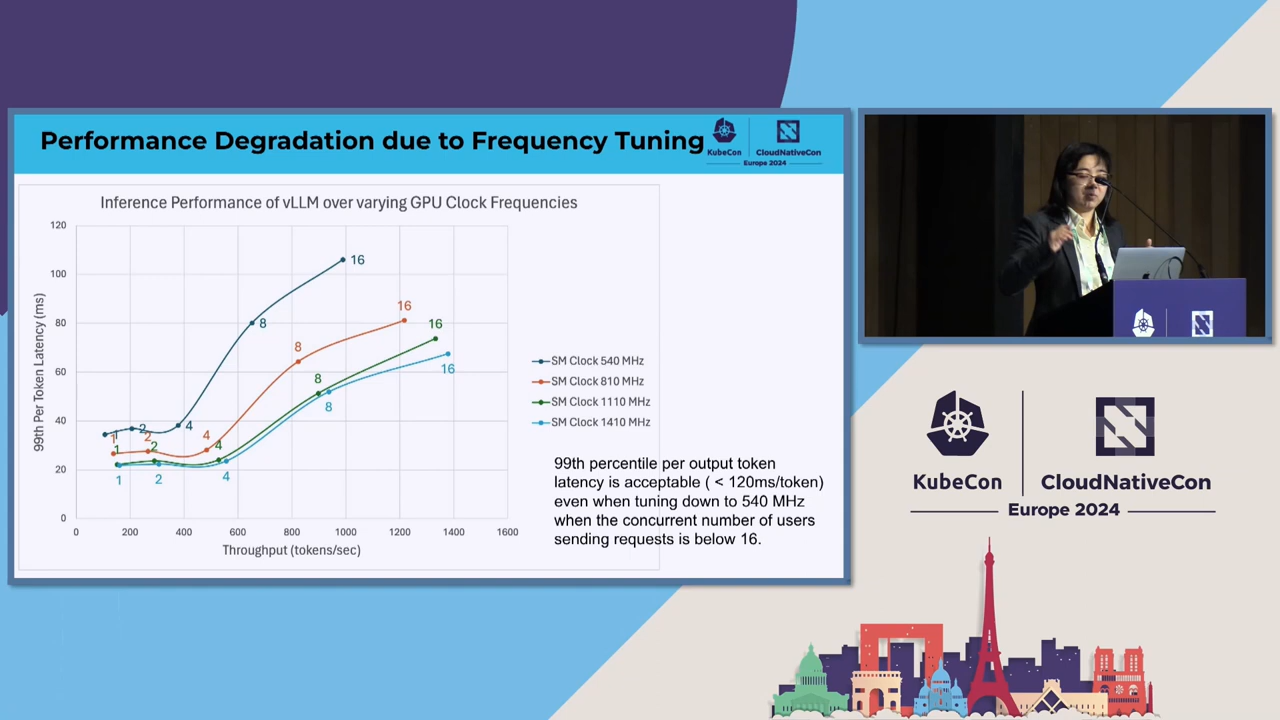 Performance Degradation due to Frequency Tuning
KubeCon
CloudNativeCon
Europe 2024
Inference Performance of vLLM over varying GPU Clock Frequencies
99th Per Token Latency (ms)
120
100
80
60
40
20
0
0 200 400 600 800 1000 1200 1400 1600
Throughput (tokens/sec)
1 2 4 8 16
1 2 4 8 16
1 2 4 8 16
1 2 4 8 16
SM Clock 540 MHz
SM Clock 810 MHz
SM Clock 1110 MHz
SM Clock 1410 MHz
99th percentile per output token
latency is acceptable ( < 120ms/token)
even when tuning down to 540 MHz
when the concurrent number of users
sending requests is below 16.
KubeCon
CloudNativeCon
Europe 2024